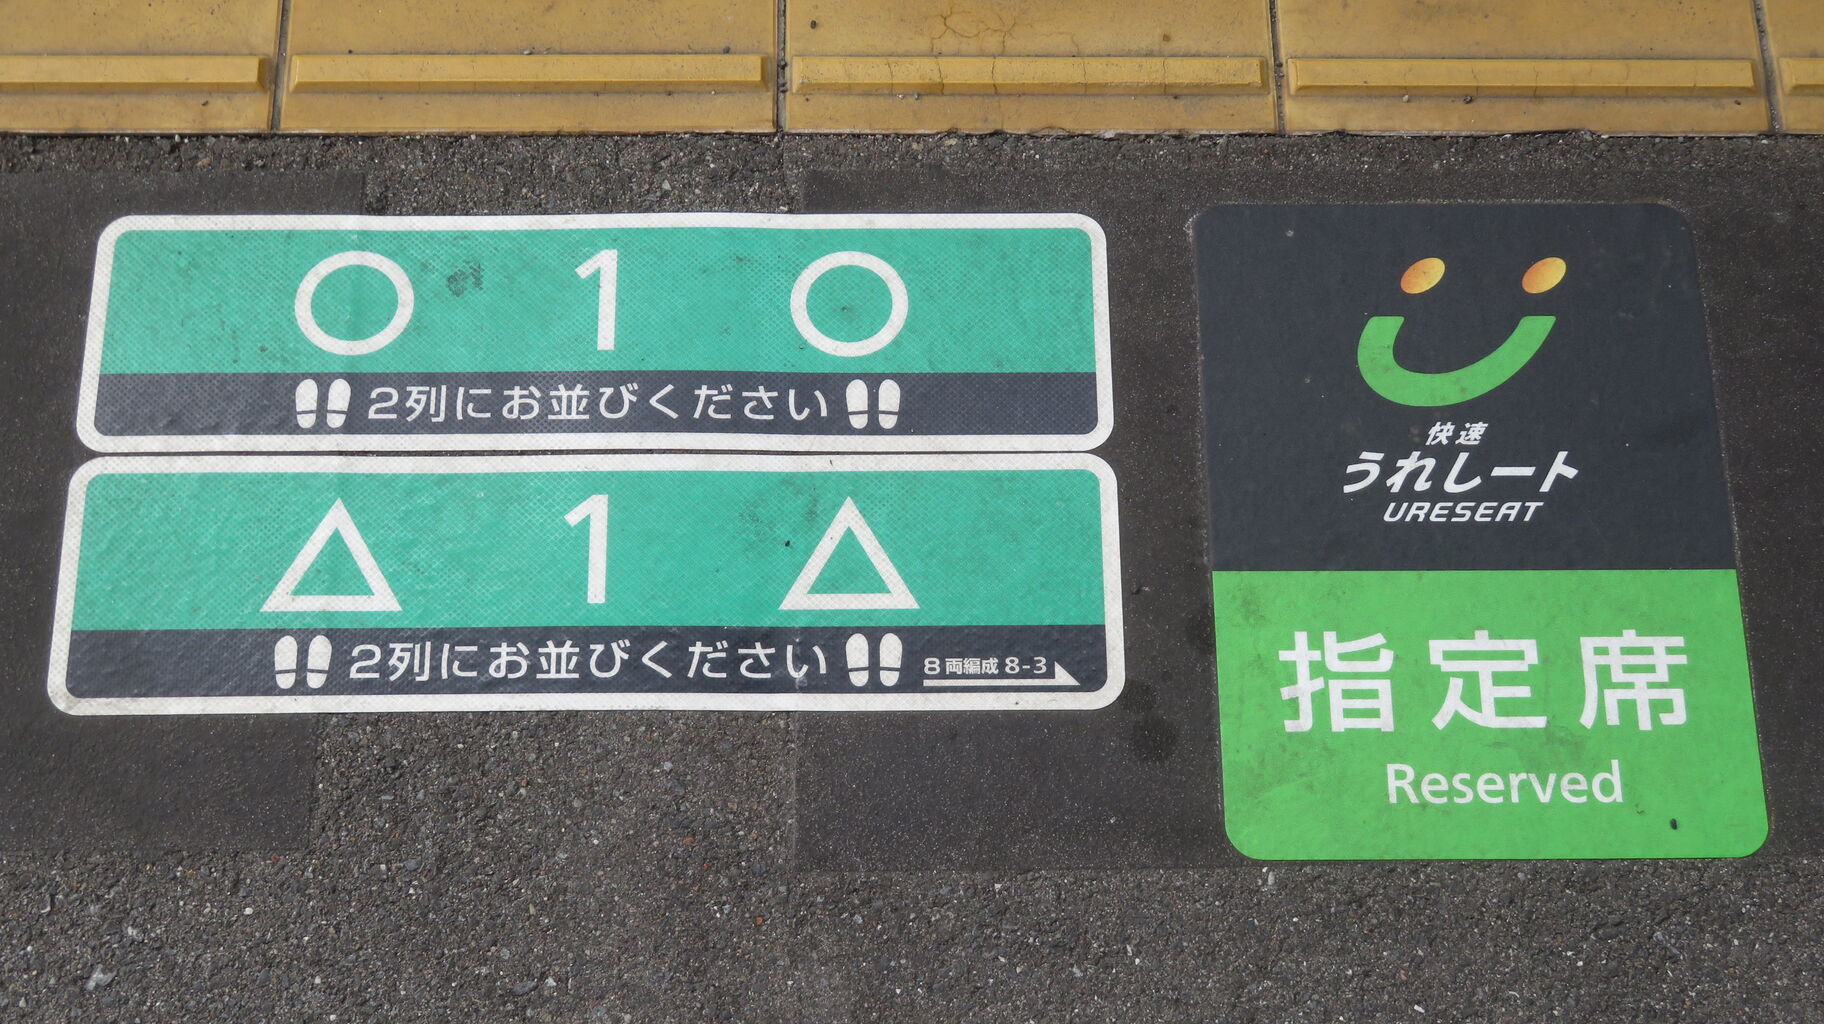 ○ 1 ○
2列にお並びください
△ 1 △
2列にお並びください
8両編成 8-3
快速
うれしート
URESEAT
指定席
Reserved